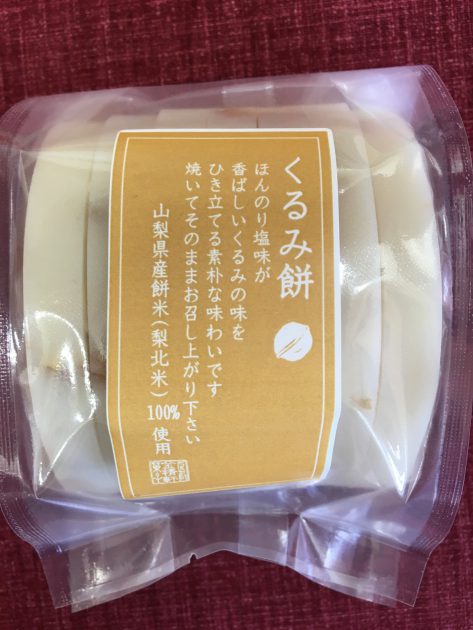 くるみ餅
ほんのり塩味が
香ばしいくるみの味を
ひき立てる素朴な味わいです
焼いてそのままお召し上がり下さい
山梨県産餅米(梨北米)100%使用